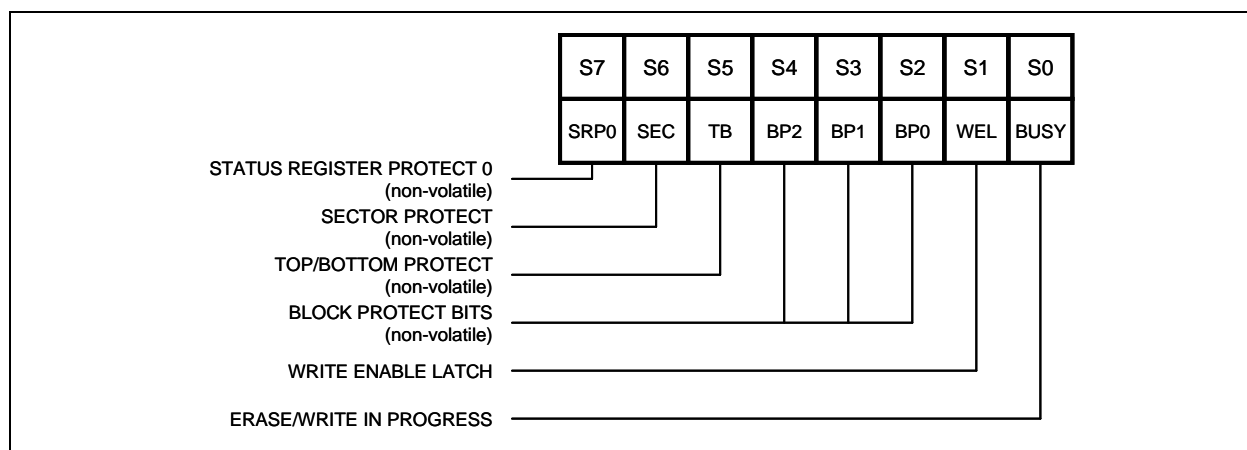 S7 S6 S5 S4 S3 S2 S1 S0
SRP0 SEC TB BP2 BP1 BP0 WEL BUSY
STATUS REGISTER PROTECT 0
(non-volatile)
SECTOR PROTECT
(non-volatile)
TOP/BOTTOM PROTECT
(non-volatile)
BLOCK PROTECT BITS
(non-volatile)
WRITE ENABLE LATCH
ERASE/WRITE IN PROGRESS